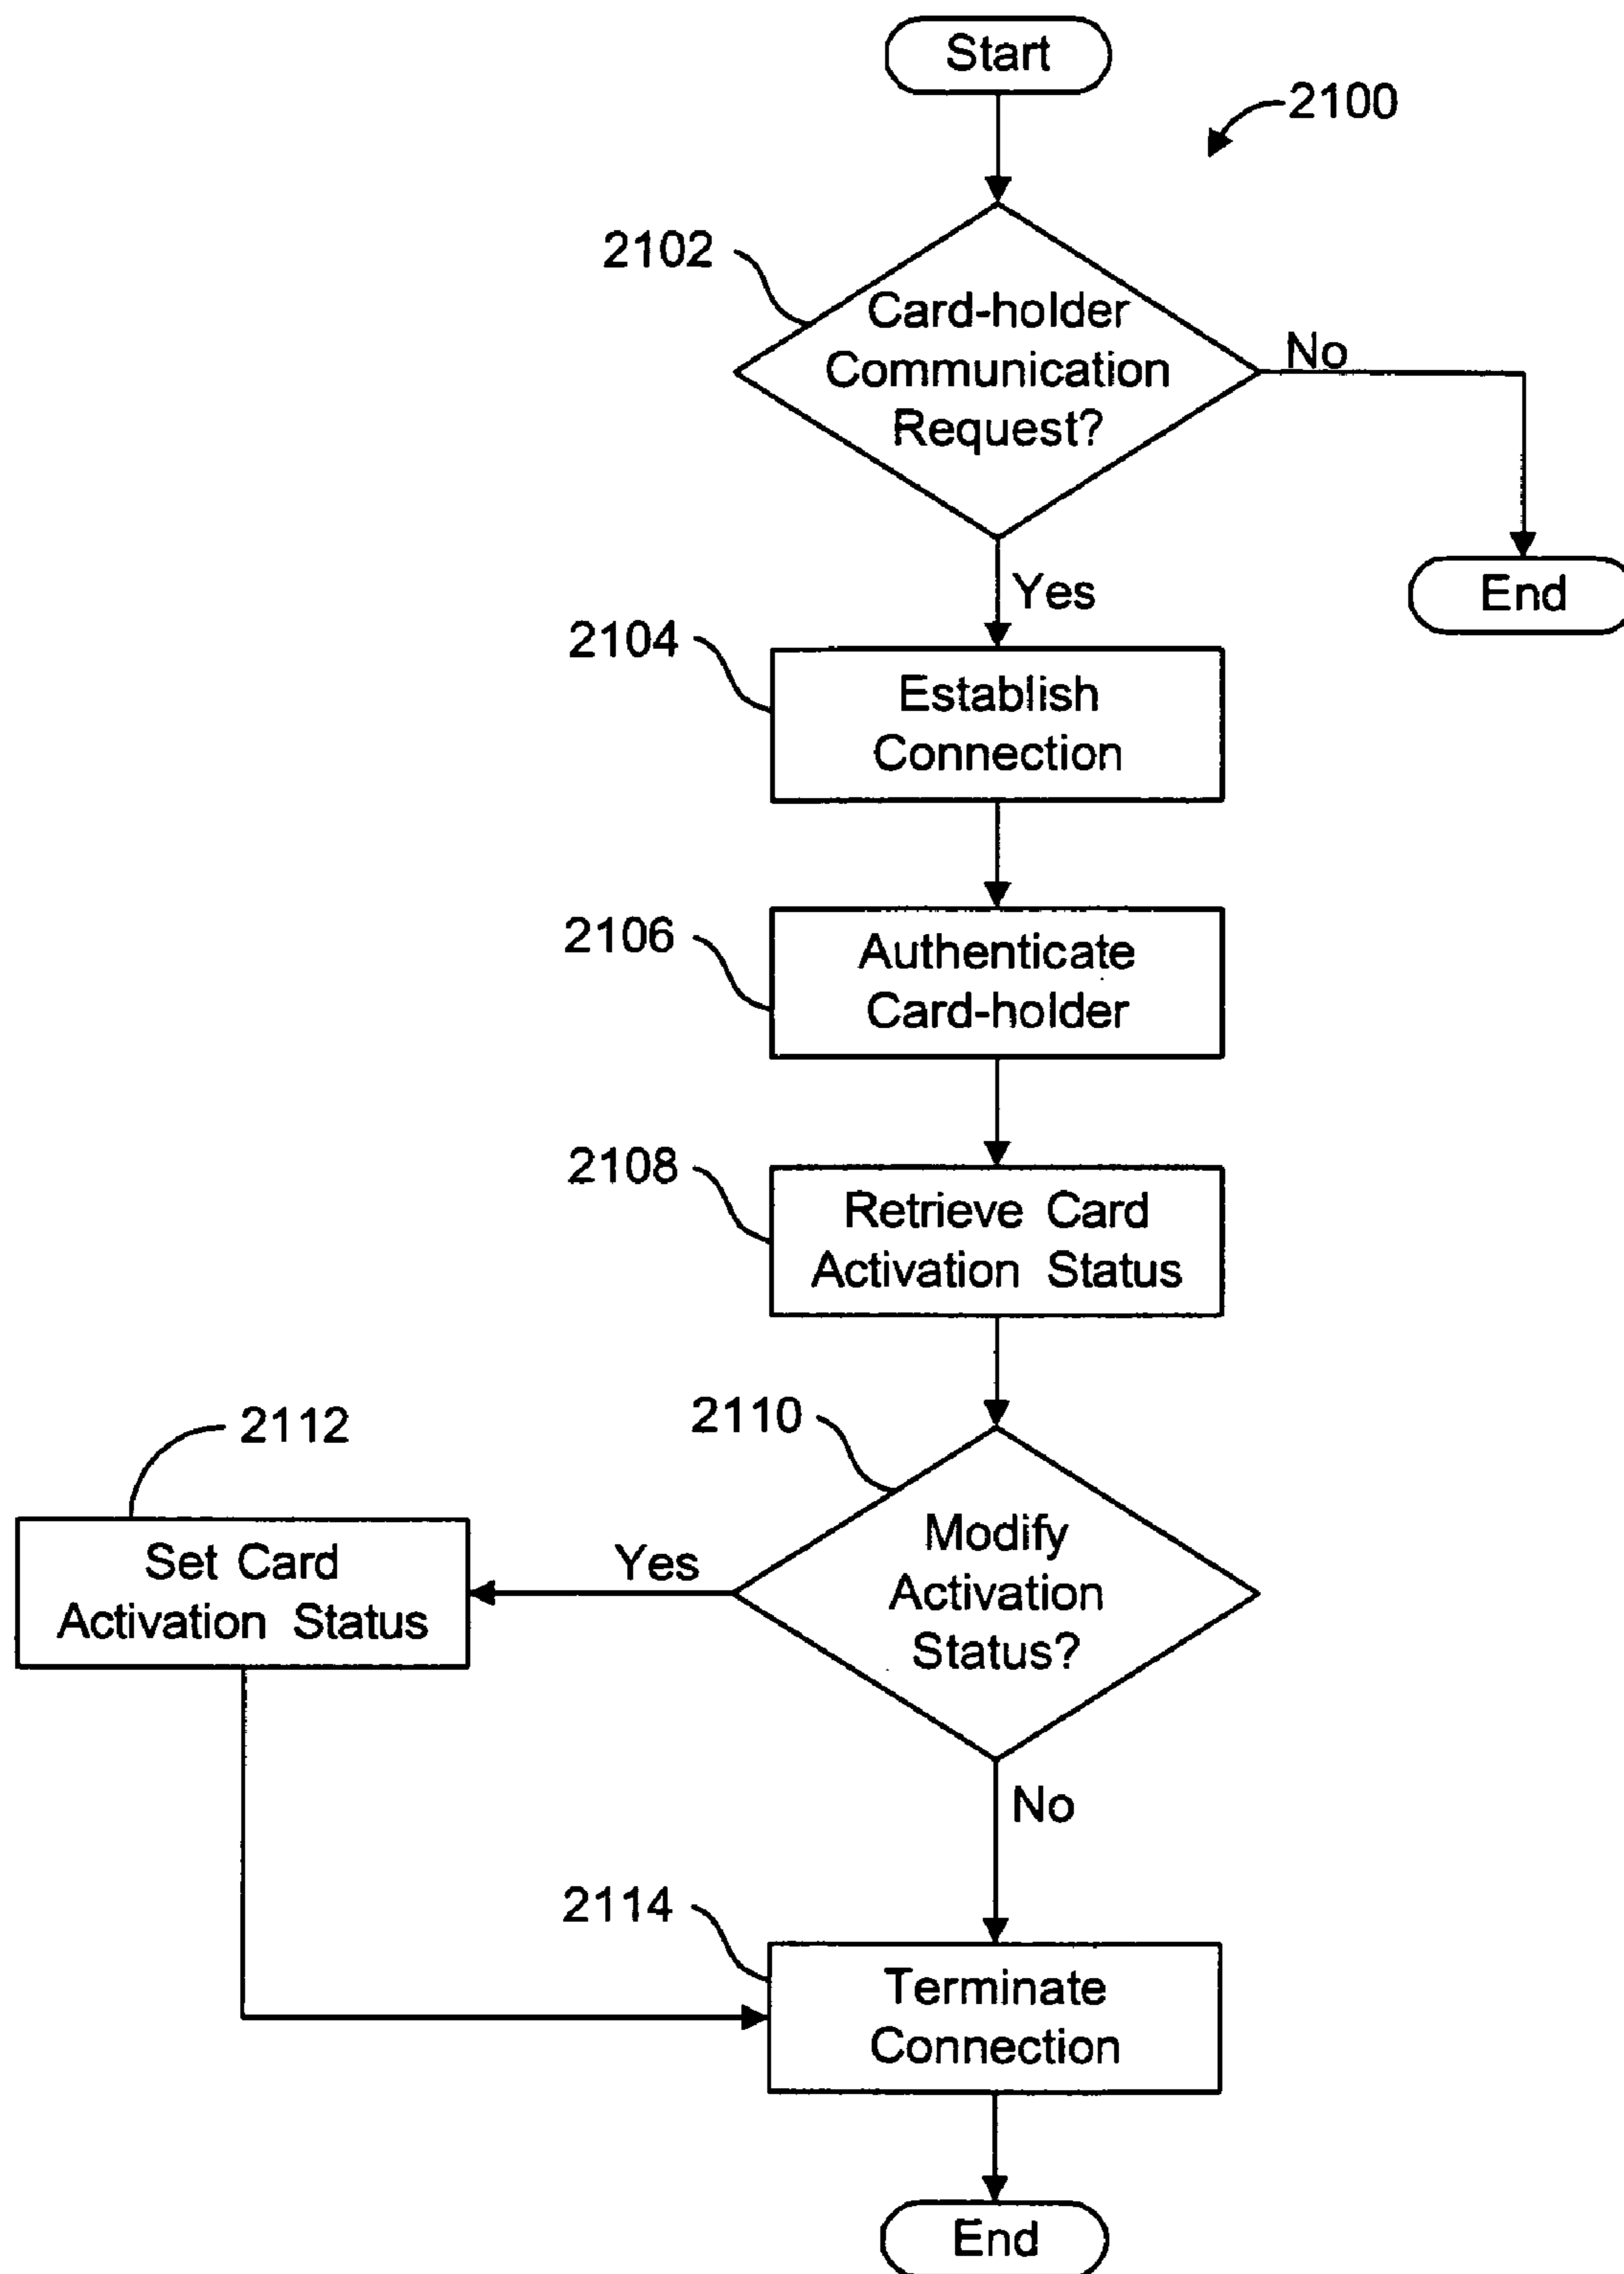 Start
2100
2102
Card-holder
Communication
Request?
No
End
Yes
2104
Establish
Connection
2106
Authenticate
Card-holder
2108
Retrieve Card
Activation Status
2110
Modify
Activation
Status?
2112
Set Card
Activation Status
Yes
No
2114
Terminate
Connection
End